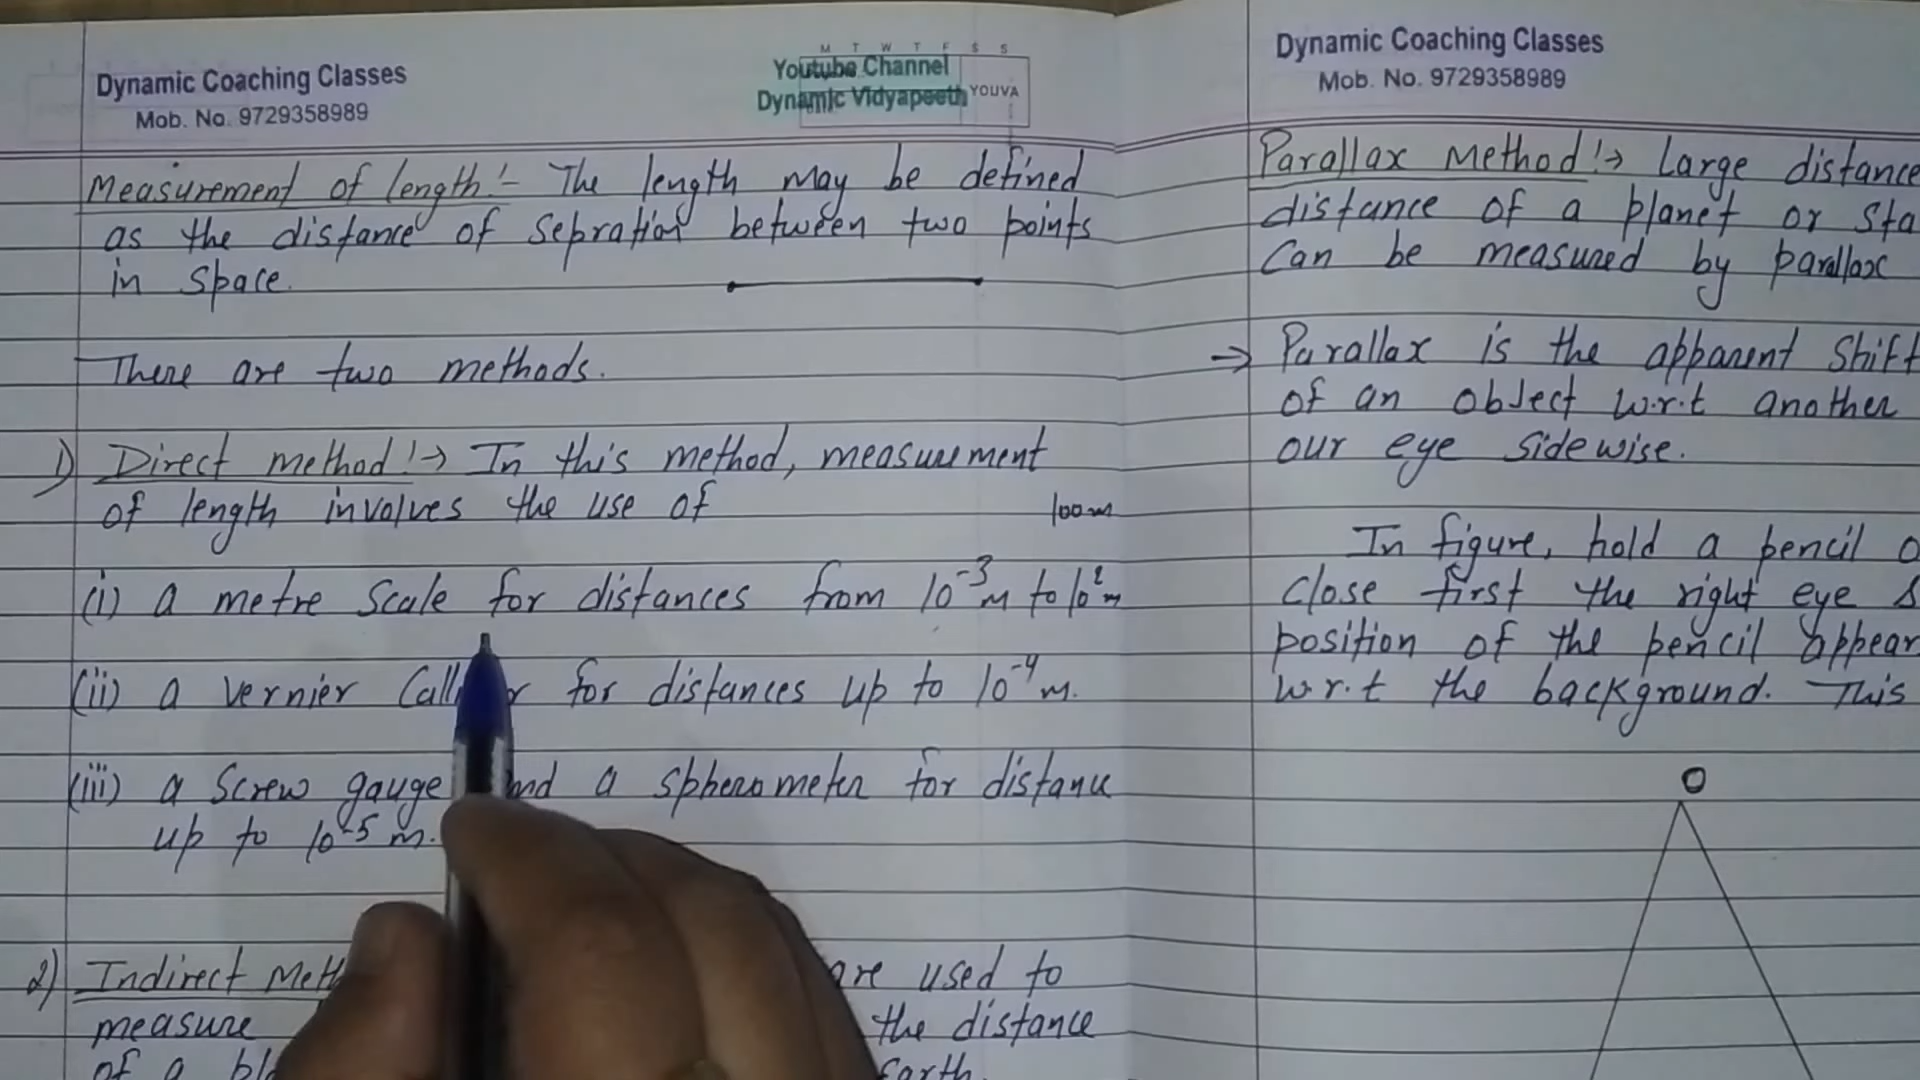 Dynamic Coaching Classes
Mob. No. 9729358989
M T W T F S S
Youtube Channel
Dynamic Vidyapeeth
YOUVA
Measurement of length :- The length may be defined
as the distance of sepration between two points
in space.
There are two methods.
1) Direct method :→ In this method, measurement
of length involves the use of
100m
(i) a metre scale for distances from 10⁻³m to 10²m
(ii) a vernier for distances up to 10⁻⁴m.
(iii) a screw gauge and a spherometer for distance
up to 10⁻⁵ m.
2) Indirect are used to
measure the distance
of a earth.
Dynamic Coaching Classes
Mob. No. 9729358989
Parallax Method :→ Large distance
distance of a planet or
can be measured by parallax
→ Parallax is the apparent shift
of an object w.r.t another
our eye sidewise.
In figure, hold a pencil
close first the right eye
position of the pencil appear
w.r.t the background. This
O